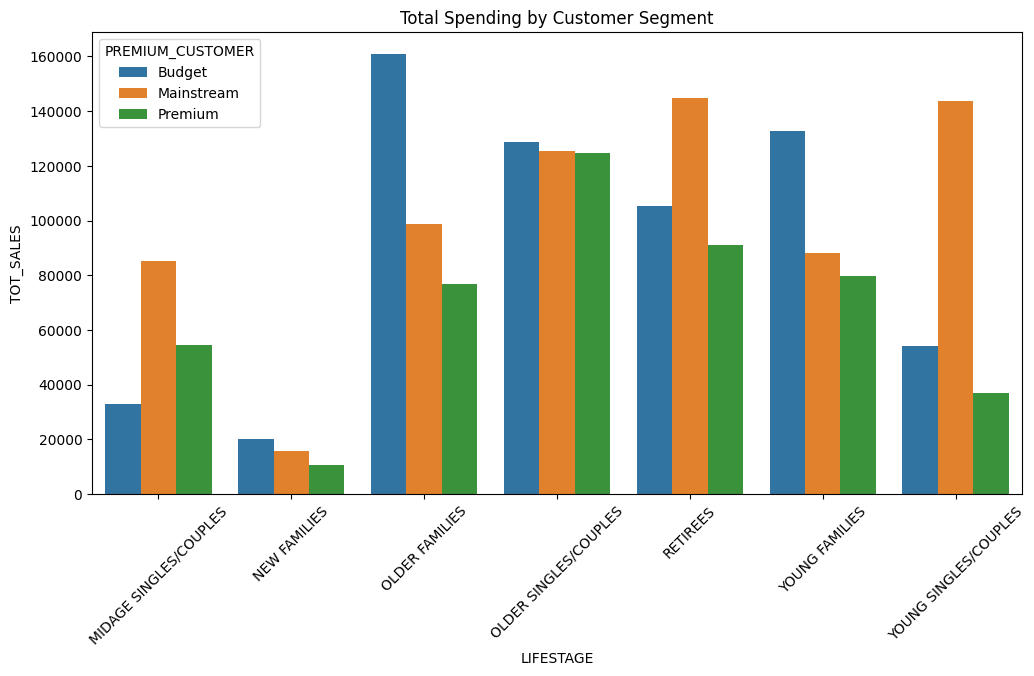 Total Spending by Customer Segment
PREMIUM_CUSTOMER
Budget
Mainstream
Premium
TOT_SALES
160000
140000
120000
100000
80000
60000
40000
20000
0
MIDAGE SINGLES/COUPLES
NEW FAMILIES
OLDER FAMILIES
OLDER SINGLES/COUPLES
RETIREES
YOUNG FAMILIES
YOUNG SINGLES/COUPLES
LIFESTAGE